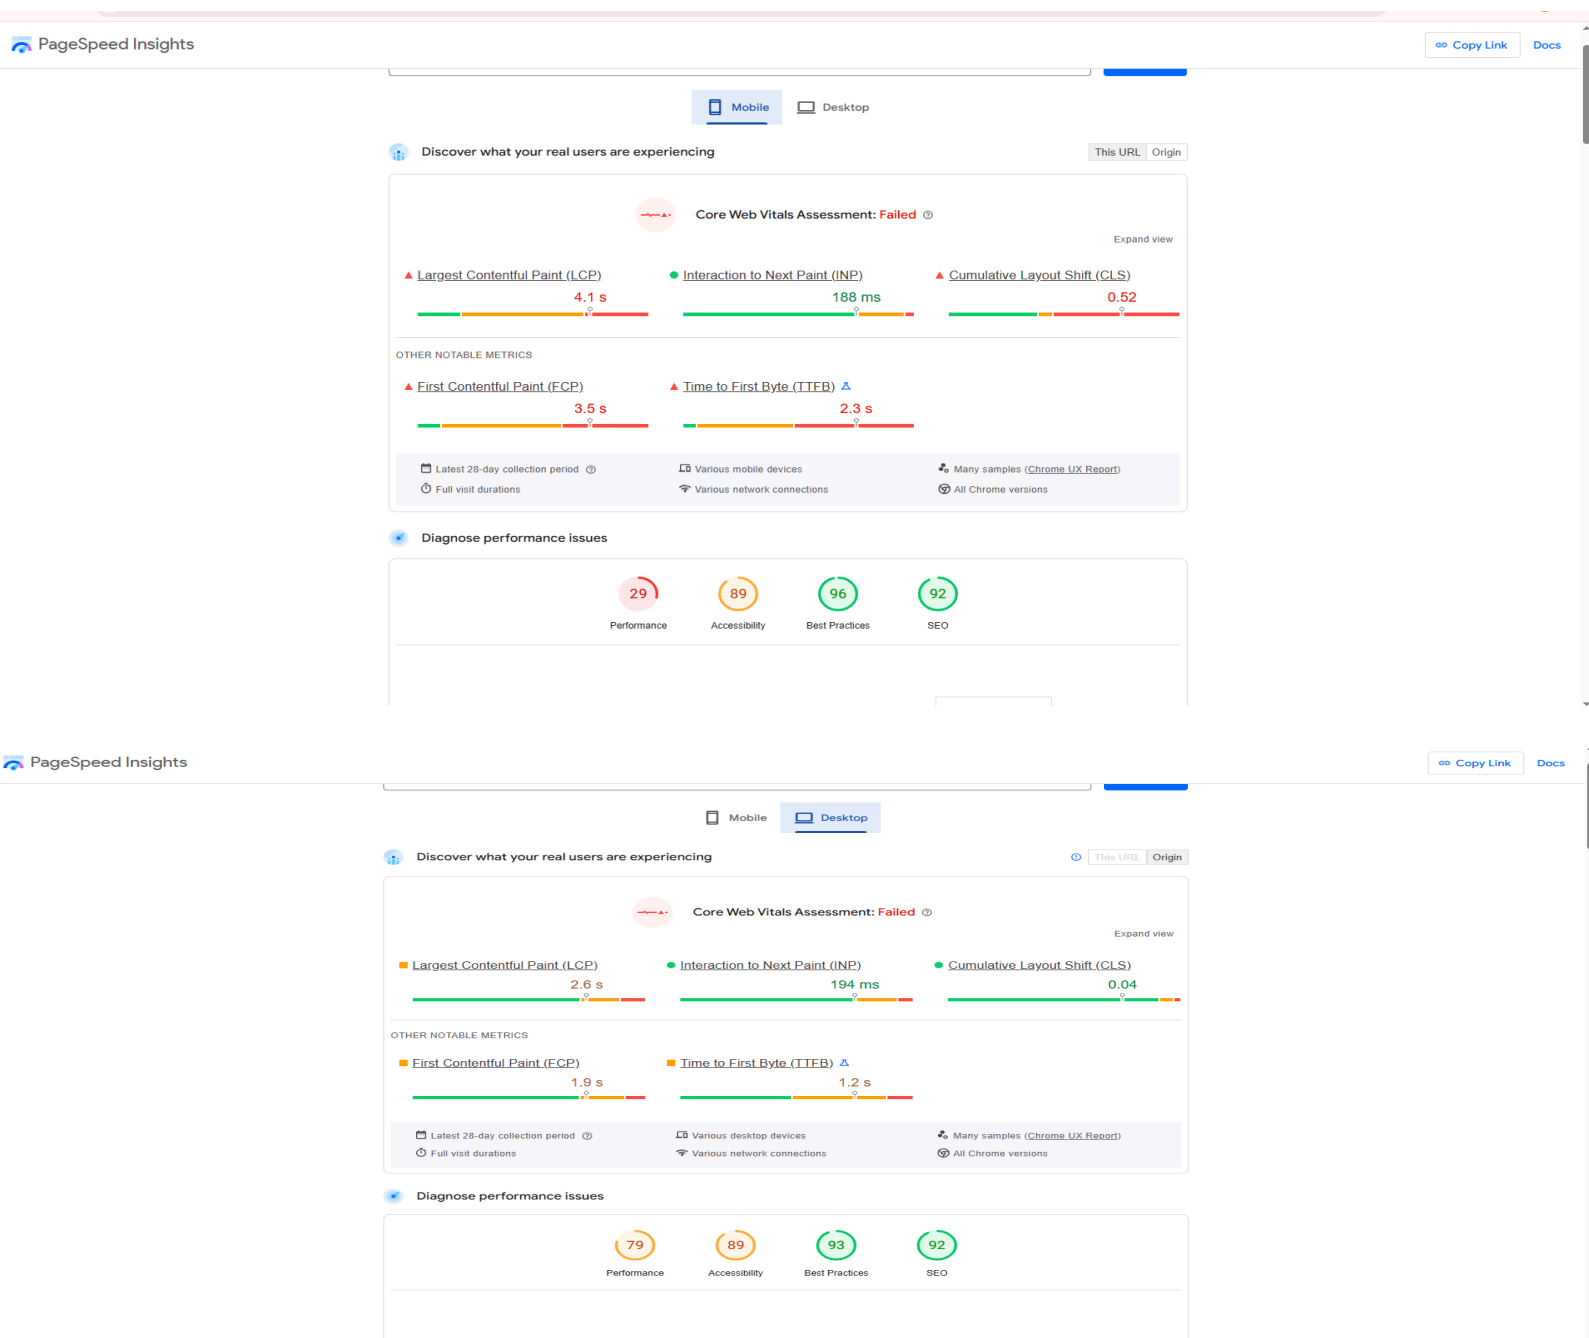 PageSpeed Insights
Copy Link Docs
Mobile Desktop
Discover what your real users are experiencing
This URL Origin
Core Web Vitals Assessment: Failed
Expand view
Largest Contentful Paint (LCP) Interaction to Next Paint (INP) Cumulative Layout Shift (CLS)
4.1 s 188 ms 0.52
OTHER NOTABLE METRICS
First Contentful Paint (FCP) Time to First Byte (TTFB)
3.5 s 2.3 s
Latest 28-day collection period Various mobile devices Many samples (Chrome UX Report)
Full visit durations Various network connections All Chrome versions
Diagnose performance issues
29 89 96 92
Performance Accessibility Best Practices SEO
PageSpeed Insights
Copy Link Docs
Mobile Desktop
Discover what your real users are experiencing
This URL Origin
Core Web Vitals Assessment: Failed
Expand view
Largest Contentful Paint (LCP) Interaction to Next Paint (INP) Cumulative Layout Shift (CLS)
2.6 s 194 ms 0.04
OTHER NOTABLE METRICS
First Contentful Paint (FCP) Time to First Byte (TTFB)
1.9 s 1.2 s
Latest 28-day collection period Various desktop devices Many samples (Chrome UX Report)
Full visit durations Various network connections All Chrome versions
Diagnose performance issues
79 89 93 92
Performance Accessibility Best Practices SEO